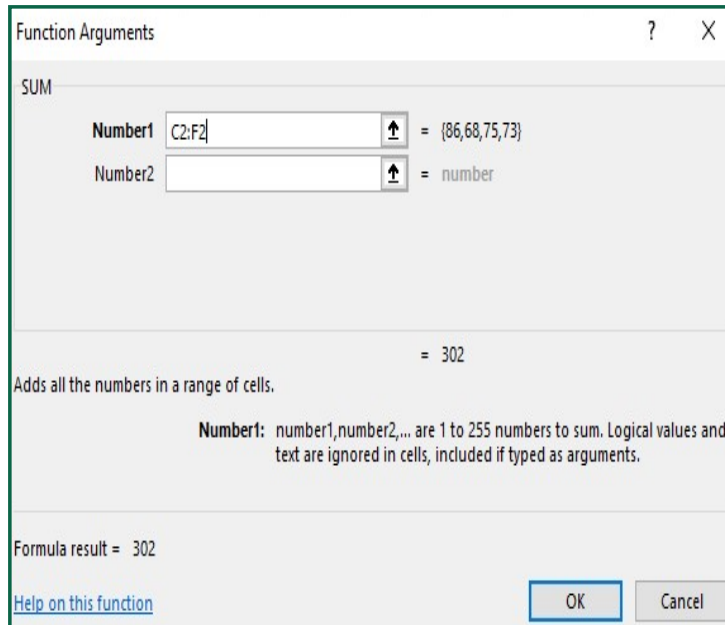 Function Arguments ? X
SUM
Number1 C2:F2 = {86,68,75,73}
Number2 = number
= 302
Adds all the numbers in a range of cells.
Number1: number1,number2,... are 1 to 255 numbers to sum. Logical values and
text are ignored in cells, included if typed as arguments.
Formula result = 302
Help on this function OK Cancel